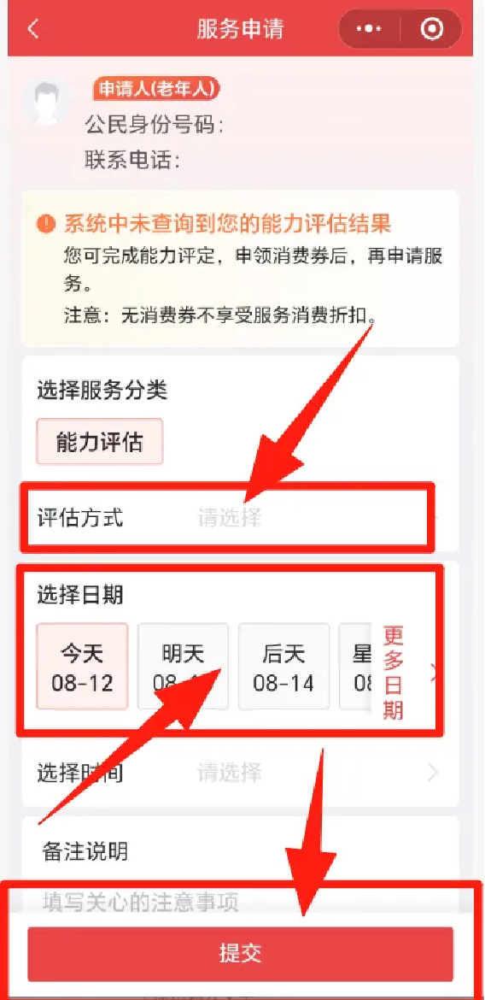 服务申请
申请人(老年人)
公民身份号码:
联系电话:
系统中未查询到您的能力评估结果
您可完成能力评定，申领消费券后，再申请服
务。
注意：无消费券不享受服务消费折扣。
选择服务分类
能力评估
评估方式 请选择
选择日期
今天 明天 后天 星
08-12 08- 08-14 08
更多日期
选择时间 请选择
备注说明
填写关心的注意事项
提交